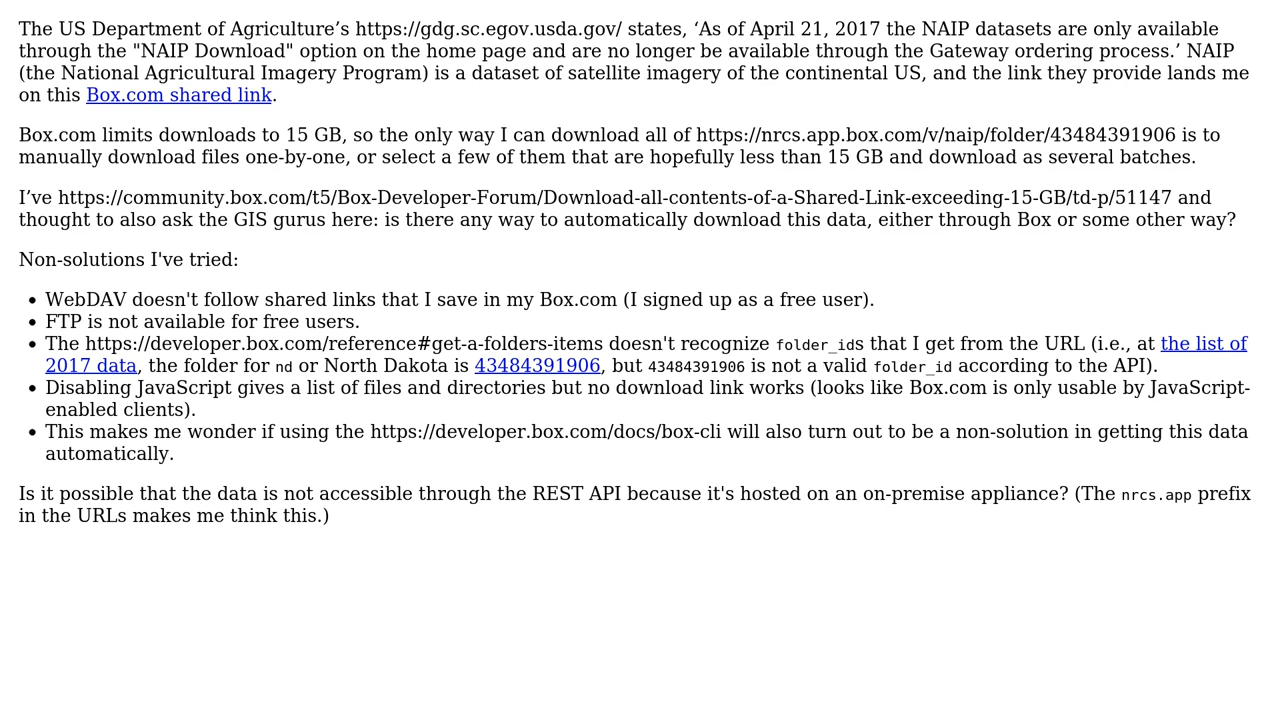 The US Department of Agriculture’s https://gdg.sc.egov.usda.gov/ states, ‘As of April 21, 2017 the NAIP datasets are only available
through the "NAIP Download" option on the home page and are no longer be available through the Gateway ordering process.’ NAIP
(the National Agricultural Imagery Program) is a dataset of satellite imagery of the continental US, and the link they provide lands me
on this Box.com shared link.
Box.com limits downloads to 15 GB, so the only way I can download all of https://nrcs.app.box.com/v/naip/folder/43484391906 is to
manually download files one-by-one, or select a few of them that are hopefully less than 15 GB and download as several batches.
I’ve https://community.box.com/t5/Box-Developer-Forum/Download-all-contents-of-a-Shared-Link-exceeding-15-GB/td-p/51147 and
thought to also ask the GIS gurus here: is there any way to automatically download this data, either through Box or some other way?
Non-solutions I've tried:
• WebDAV doesn't follow shared links that I save in my Box.com (I signed up as a free user).
• FTP is not available for free users.
• The https://developer.box.com/reference#get-a-folders-items doesn't recognize folder_ids that I get from the URL (i.e., at the list of
2017 data, the folder for nd or North Dakota is 43484391906, but 43484391906 is not a valid folder_id according to the API).
• Disabling JavaScript gives a list of files and directories but no download link works (looks like Box.com is only usable by JavaScript-
enabled clients).
• This makes me wonder if using the https://developer.box.com/docs/box-cli will also turn out to be a non-solution in getting this data
automatically.
Is it possible that the data is not accessible through the REST API because it's hosted on an on-premise appliance? (The nrcs.app prefix
in the URLs makes me think this.)